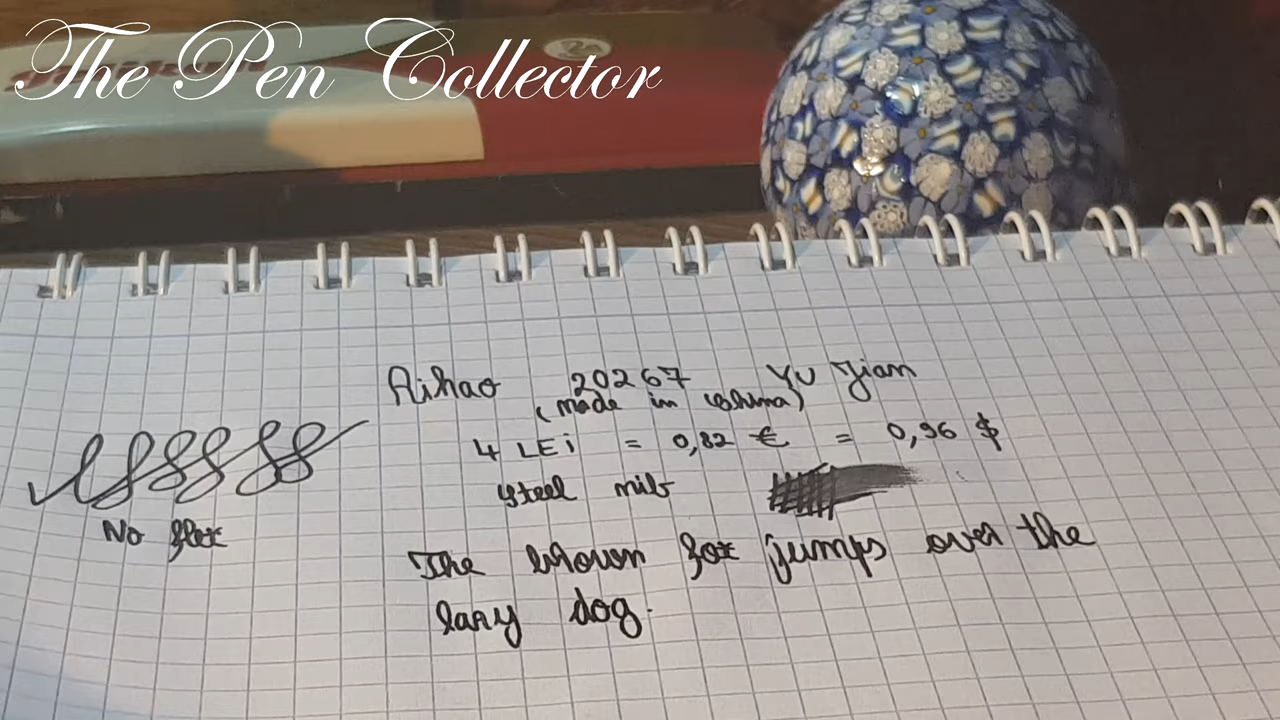 The Pen Collector
Aihao 20267 Yu Jian
(made in China)
4 LEi = 0,82 € = 0,96 $
steel nib
No flex
The brown fox jumps over the
lazy dog.